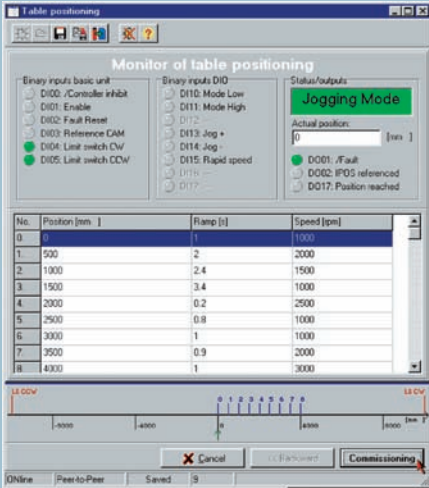 Table positioning
Monitor of table positioning
Binary inputs basic unit
DI00: /Controller inhibit
DI01: Enable
DI02: Fault Reset
DI03: Reference CAM
DI04: Limit switch CW
DI05: Limit switch CCW
Binary inputs DIO
DI10: Mode Low
DI11: Mode High
DI12 ---
DI13: Jog +
DI14: Jog -
DI15: Rapid speed
DI16 ---
DI17 ---
Status/outputs
Jogging Mode
Actual position:
0 [mm ]
DO01: /Fault
DO02: IPOS referenced
DO17: Position reached
No. Position [mm ] Ramp [s] Speed [rpm]
0. 0 1 1000
1. 500 2 2000
2. 1000 2.4 1500
3. 1500 3.4 1000
4. 2000 0.2 2500
5. 2500 0.8 1000
6. 3000 1 1000
7. 3500 0.9 2000
8. 4000 1 3000
LS CCW LS CW
0 1 2 3 4 5 6 7 8
-8000 -4000 0 4000 8000 [mm ]
Cancel << Backward Commissioning
ONline Peer-to-Peer Saved 9